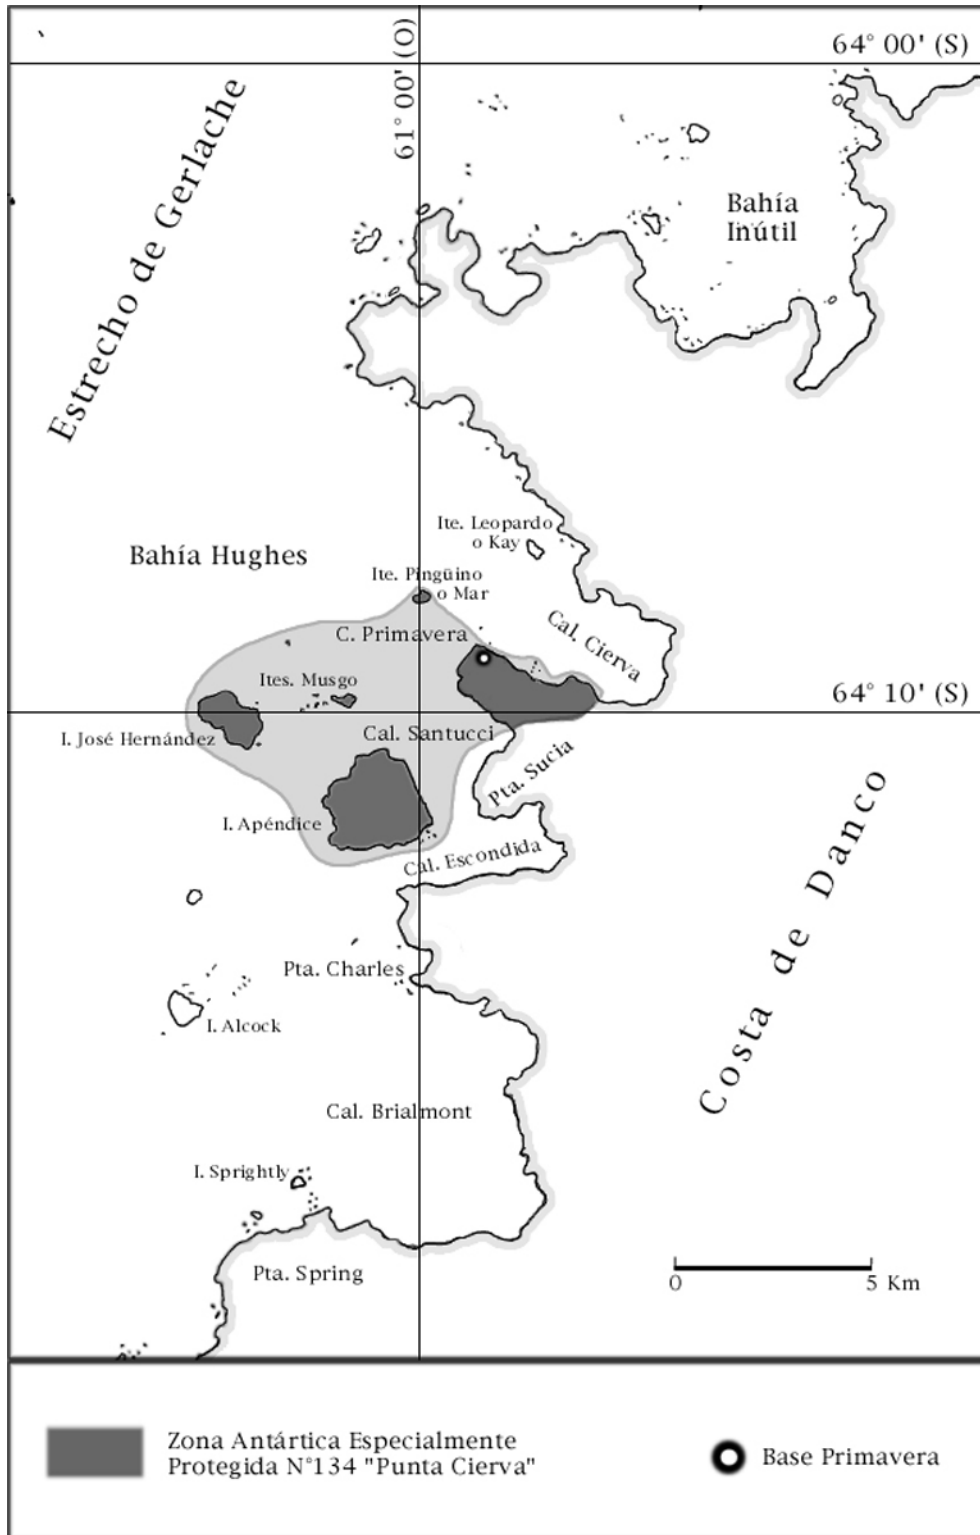 64° 00' (S)
61° 00' (O)
Estrecho de Gerlache
Bahía
Inútil
Ite. Leopardo
o Kay
Bahía Hughes
Ite. Pingüino
o Mar
C. Primavera
Cal. Cierva
Ites. Musgo
64° 10' (S)
I. José Hernández
Cal. Santucci
Pta. Sucia
I. Apéndice
Cal. Escondida
Costa de Danco
Pta. Charles
I. Alcock
Cal. Brialmont
I. Sprightly
Pta. Spring
0 5 Km
Zona Antártica Especialmente
Protegida N°134 "Punta Cierva"
Base Primavera